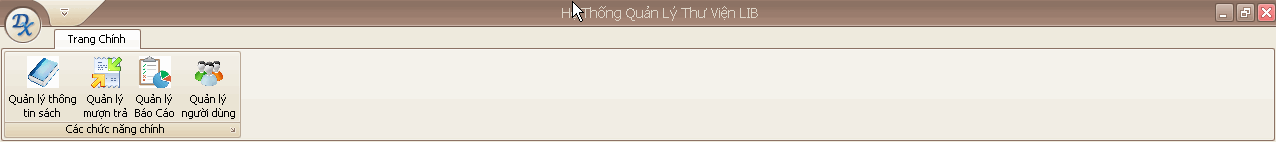 Hệ Thống Quản Lý Thư Viện LIB
Trang Chính
Quản lý thông tin sách
Quản lý mượn trả
Quản lý Báo Cáo
Quản lý người dùng
Các chức năng chính